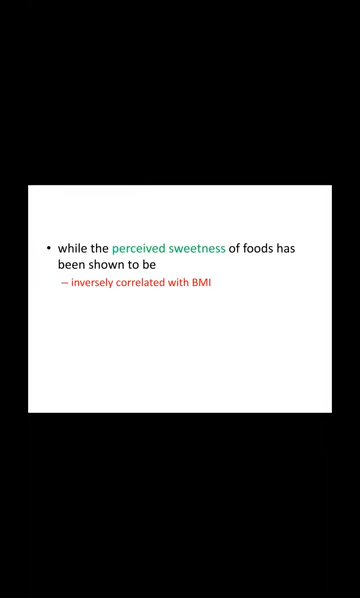 • while the perceived sweetness of foods has
been shown to be
– inversely correlated with BMI